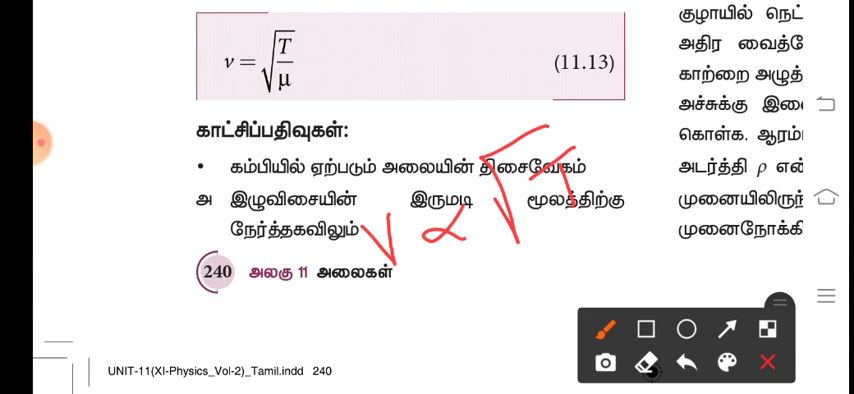 v = √(T/μ) (11.13)
காட்சிப்பதிவுகள்:
• கம்பியில் ஏற்படும் அலையின் திசைவேகம்
அ இழுவிசையின் இருமடி மூலத்திற்கு
நேர்த்தகவிலும்
V ∝ √T
240 அலகு 11 அலைகள்
UNIT-11(XI-Physics_Vol-2)_Tamil.indd 240
குழாயில் நெட்
அதிர வைத்
காற்றை அழுத்
அச்சுக்கு இணை
கொள்க. ஆரம்
அடர்த்தி ρ என்
முனையிலிருந்
முனைநோக்கி